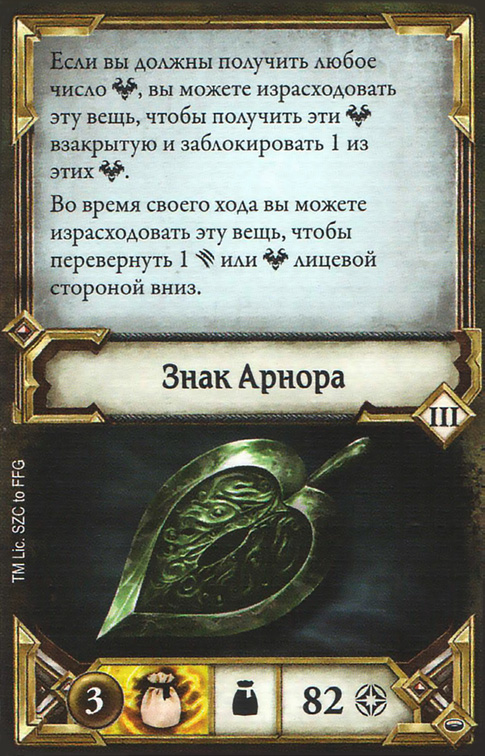 Если вы должны получить любое
число , вы можете израсходовать
эту вещь, чтобы получить эти
взакрытую и заблокировать 1 из
этих .
Во время своего хода вы можете
израсходовать эту вещь, чтобы
перевернуть 1 или лицевой
стороной вниз.
Знак Арнора
III
TM Lic. SZC to FFG
3
82